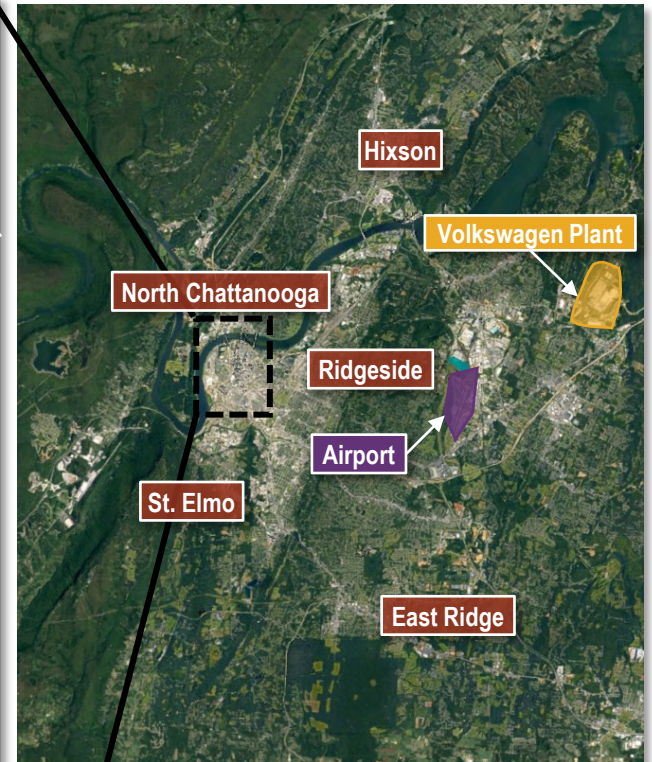 Hixson
Volkswagen Plant
North Chattanooga
Ridgeside
Airport
St. Elmo
East Ridge